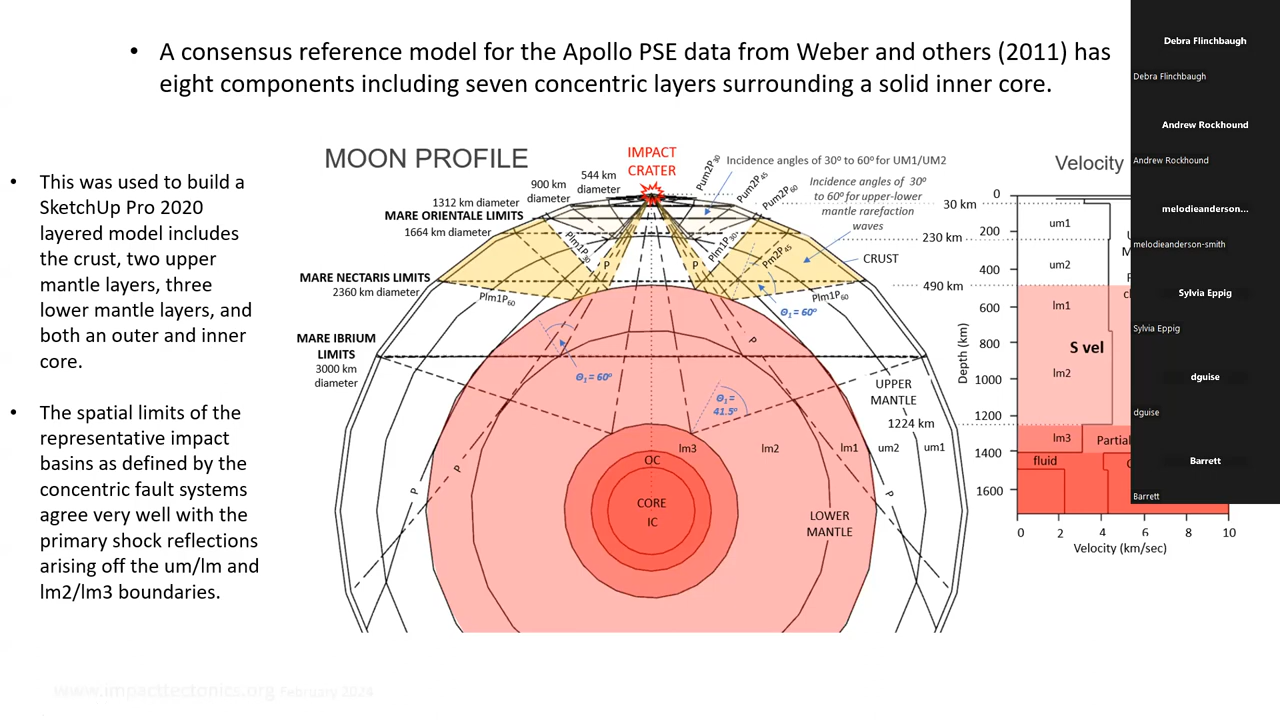 • A consensus reference model for the Apollo PSE data from Weber and others (2011) has
eight components including seven concentric layers surrounding a solid inner core.
• This was used to build a
SketchUp Pro 2020
layered model includes
the crust, two upper
mantle layers, three
lower mantle layers, and
both an outer and inner
core.
• The spatial limits of the
representative impact
basins as defined by the
concentric fault systems
agree very well with the
primary shock reflections
arising off the um/lm and
lm2/lm3 boundaries.
MOON PROFILE
IMPACT
CRATER
544 km
diameter
900 km
diameter
1312 km diameter
MARE ORIENTALE LIMITS
1664 km diameter
MARE NECTARIS LIMITS
2360 km diameter
MARE IBRIUM
LIMITS
3000 km
diameter
Pum2P30
Pum2P45
Pum2P60
Incidence angles of 30º to 60º for UM1/UM2
Incidence angles of 30º
to 60º for upper-lower
mantle rarefaction
waves
Plm1P30
P
P
Plm1P30
Pm2P45
CRUST
Plm1P60
Plm1P60
Θ1= 60º
Θ1= 60º
P
Θ1=
41.5º
UPPER
MANTLE
1224 km
lm3
lm2
lm1
um2
um1
OC
CORE
IC
P
P
P
LOWER
MANTLE
30 km
230 km
490 km
Velocity
0
200
400
600
800
1000
1200
1400
1600
Depth (km)
um1
um2
lm1
S vel
lm2
lm3
Partial
fluid
0
2
4
6
8
10
Velocity (km/sec)
Debra Flinchbaugh
Debra Flinchbaugh
Andrew Rockhound
Andrew Rockhound
melodieanderson...
melodieanderson-smith
Sylvia Eppig
Sylvia Eppig
dguise
dguise
Barrett
Barrett
www.impacttectonics.org February 2024